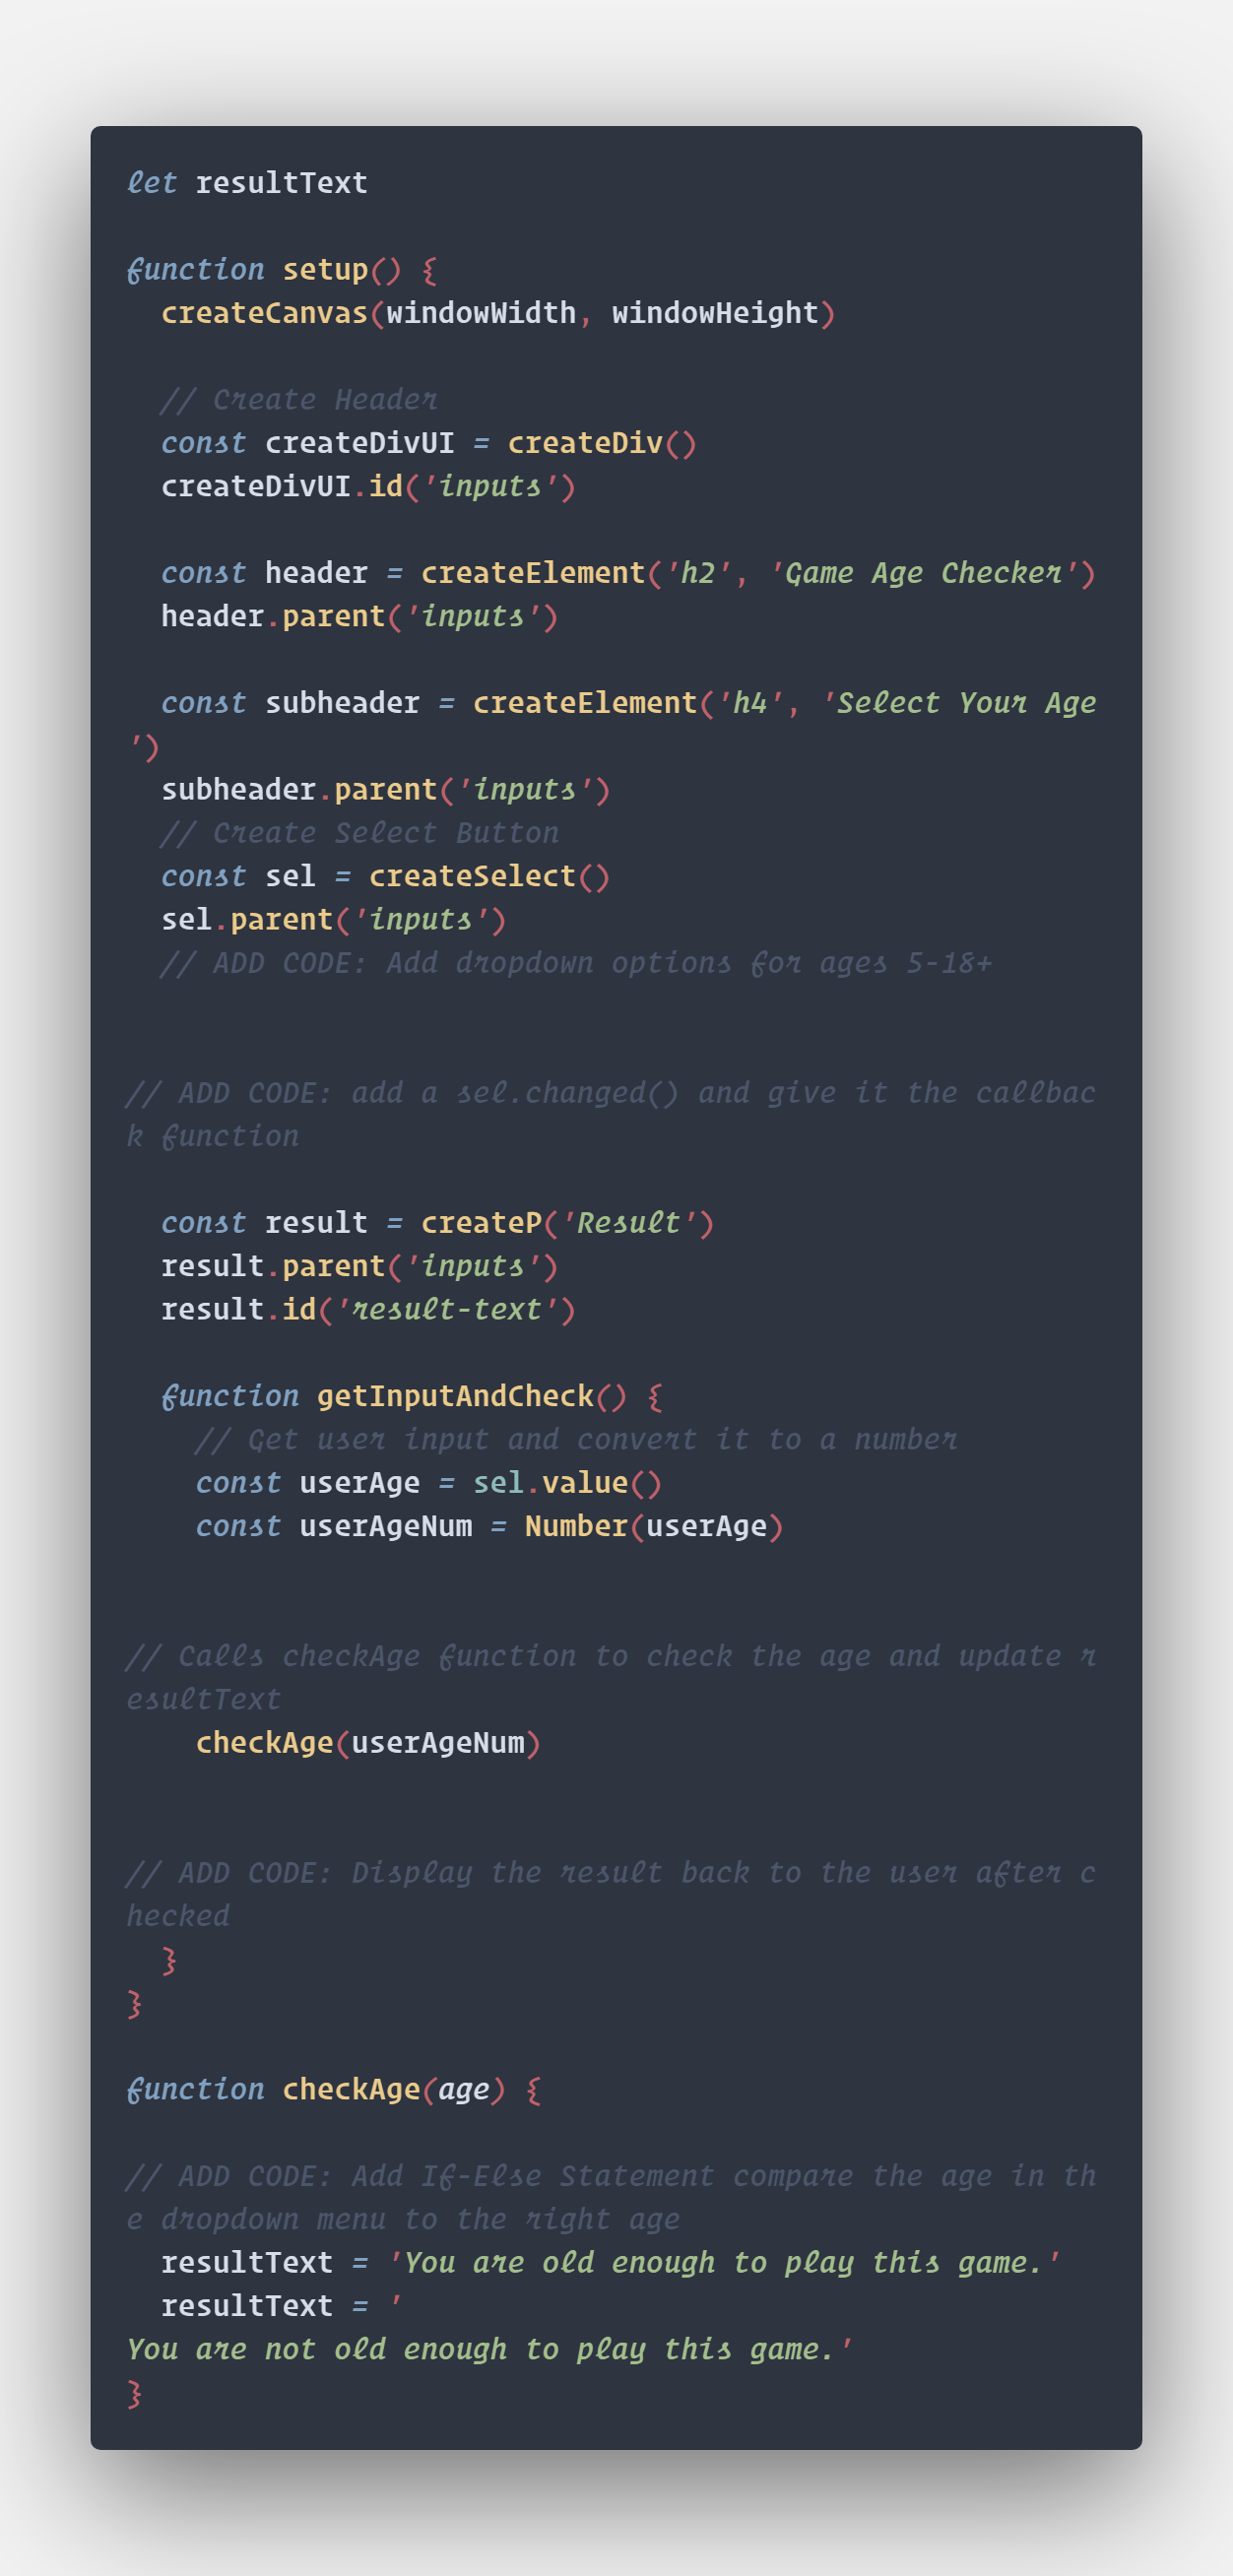 let resultText
function setup() {
createCanvas(windowWidth, windowHeight)
// Create Header
const createDivUI = createDiv()
createDivUI.id('inputs')
const header = createElement('h2', 'Game Age Checker')
header.parent('inputs')
const subheader = createElement('h4', 'Select Your Age
')
subheader.parent('inputs')
// Create Select Button
const sel = createSelect()
sel.parent('inputs')
// ADD CODE: Add dropdown options for ages 5-18+
// ADD CODE: add a sel.changed() and give it the callbac
k function
const result = createP('Result')
result.parent('inputs')
result.id('result-text')
function getInputAndCheck() {
// Get user input and convert it to a number
const userAge = sel.value()
const userAgeNum = Number(userAge)
// Calls checkAge function to check the age and update r
esultText
checkAge(userAgeNum)
// ADD CODE: Display the result back to the user after c
hecked
}
}
function checkAge(age) {
// ADD CODE: Add If-Else Statement compare the age in th
e dropdown menu to the right age
resultText = 'You are old enough to play this game.'
resultText = '
You are not old enough to play this game.'
}